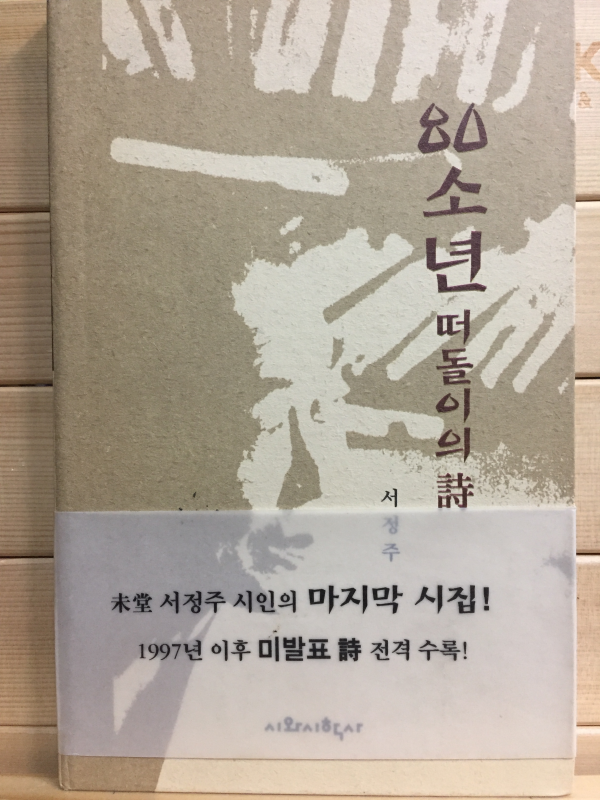 80소년 떠돌이의 詩
서정주
未堂 서정주 시인의 마지막 시집!
1997년 이후 미발표 詩 전격 수록!
시와시학사
K
&